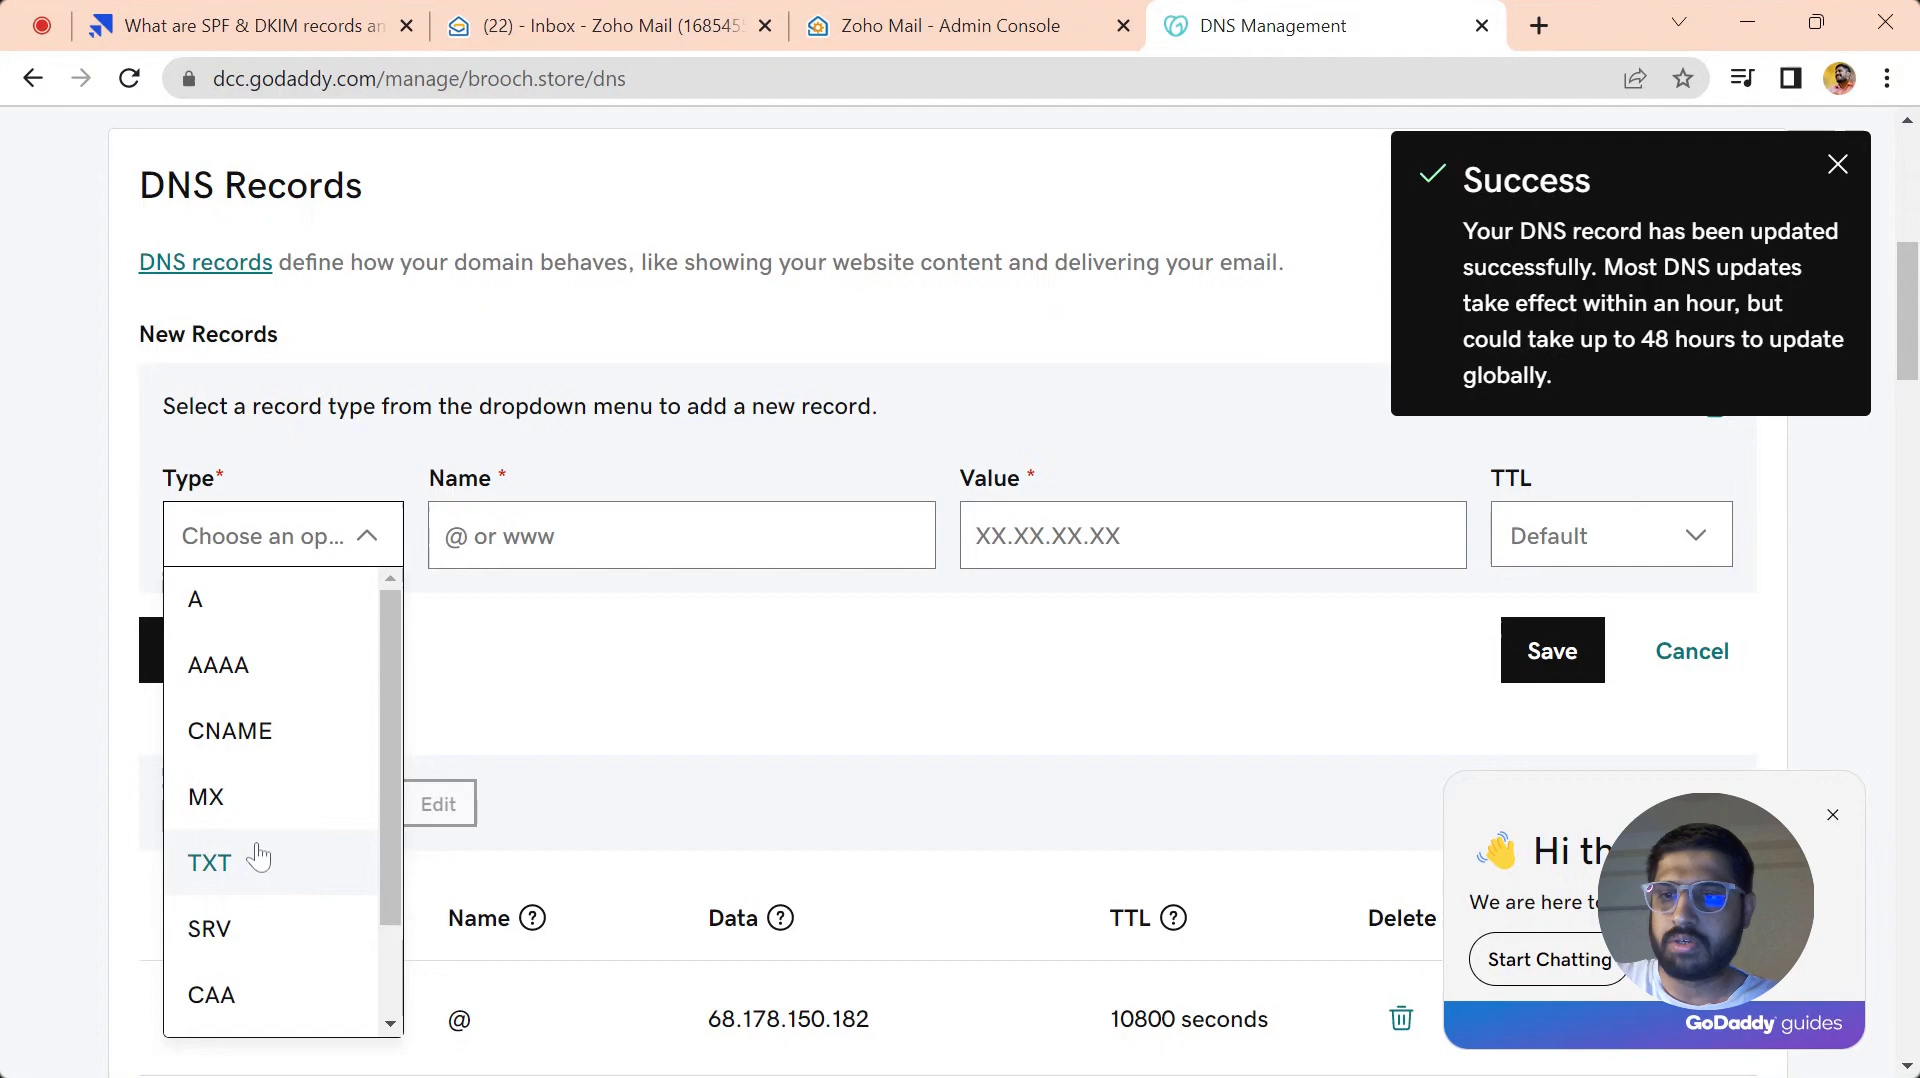 What are SPF & DKIM records an
(22) - Inbox - Zoho Mail (168545
Zoho Mail - Admin Console
DNS Management
dcc.godaddy.com/manage/brooch.store/dns
DNS Records
DNS records define how your domain behaves, like showing your website content and delivering your email.
New Records
Select a record type from the dropdown menu to add a new record.
Success
Your DNS record has been updated
successfully. Most DNS updates
take effect within an hour, but
could take up to 48 hours to update
globally.
Type*
Name *
Value *
TTL
Choose an op...
@ or www
XX.XX.XX.XX
Default
A
AAAA
CNAME
MX
TXT
SRV
CAA
Save
Cancel
Edit
Name ?
Data ?
TTL ?
Delete
@
68.178.150.182
10800 seconds
Hi th
We are here t
Start Chatting
GoDaddy guides